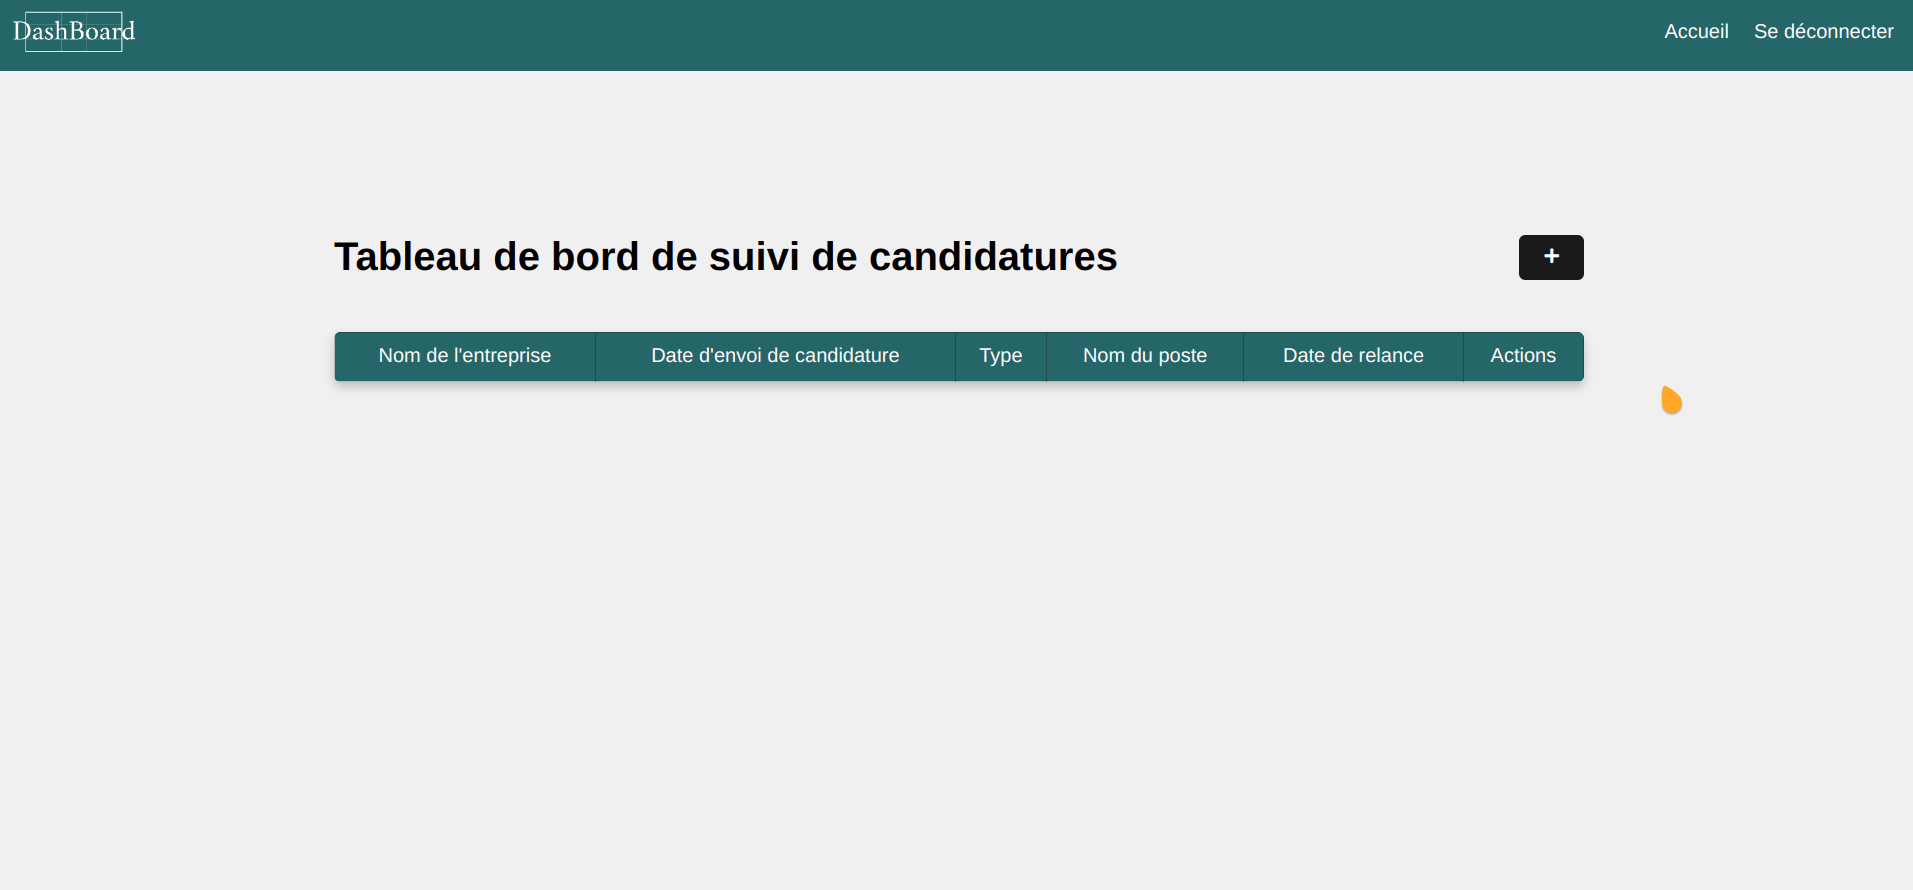 DashBoard
Accueil Se déconnecter
Tableau de bord de suivi de candidatures
+
Nom de l'entreprise Date d'envoi de candidature Type Nom du poste Date de relance Actions